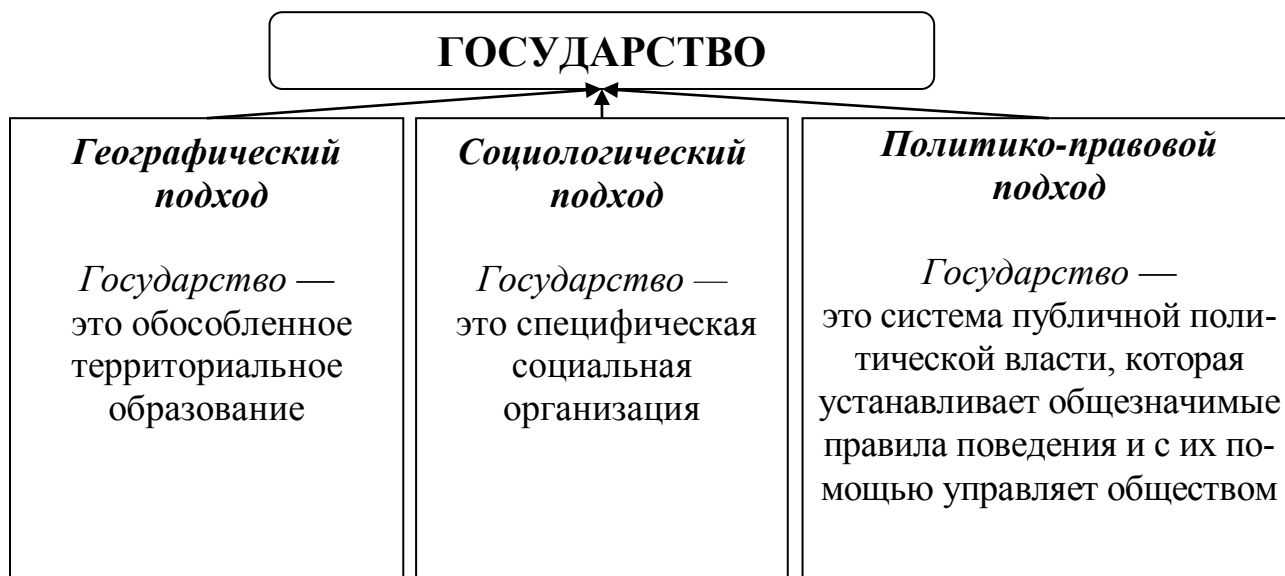 ГОСУДАРСТВО
Географический
подход
Государство —
это обособленное
территориальное
образование
Социологический
подход
Государство —
это специфическая
социальная
организация
Политико-правовой
подход
Государство —
это система публичной поли-
тической власти, которая
устанавливает общезначимые
правила поведения и с их по-
мощью управляет обществом